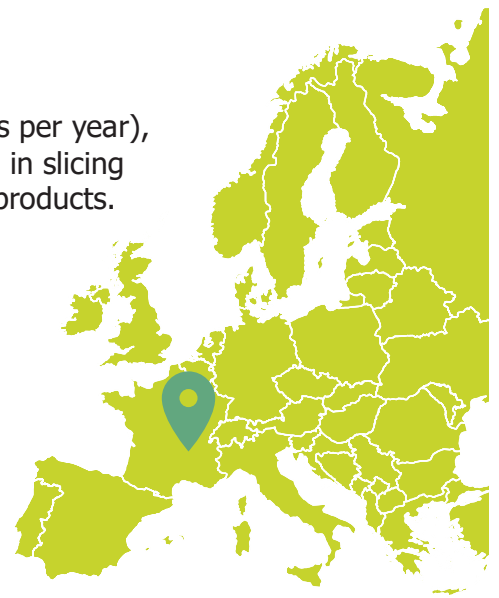 s per year),
in slicing
products.